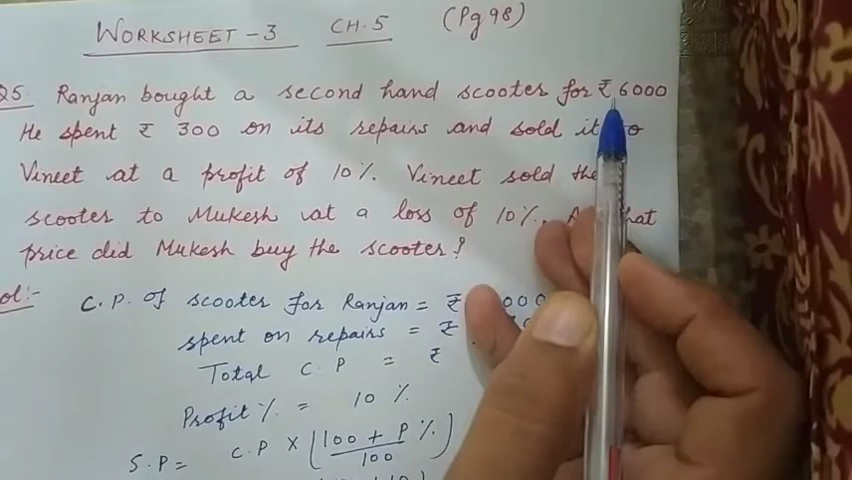 WORKSHEET-3 CH.5 (Pg 98)
Q5. Ranjan bought a second hand scooter for ₹ 6000
He spent ₹ 300 on its repairs and sold it to
Vineet at a profit of 10%. Vineet sold the
scooter to Mukesh at a loss of 10%. At what
price did Mukesh buy the scooter?
Sol:- C.P. of scooter for Ranjan = ₹ 000
spent on repairs = ₹
Total C.P = ₹
Profit % = 10 %
S.P = C.P × (100 + P % / 100)